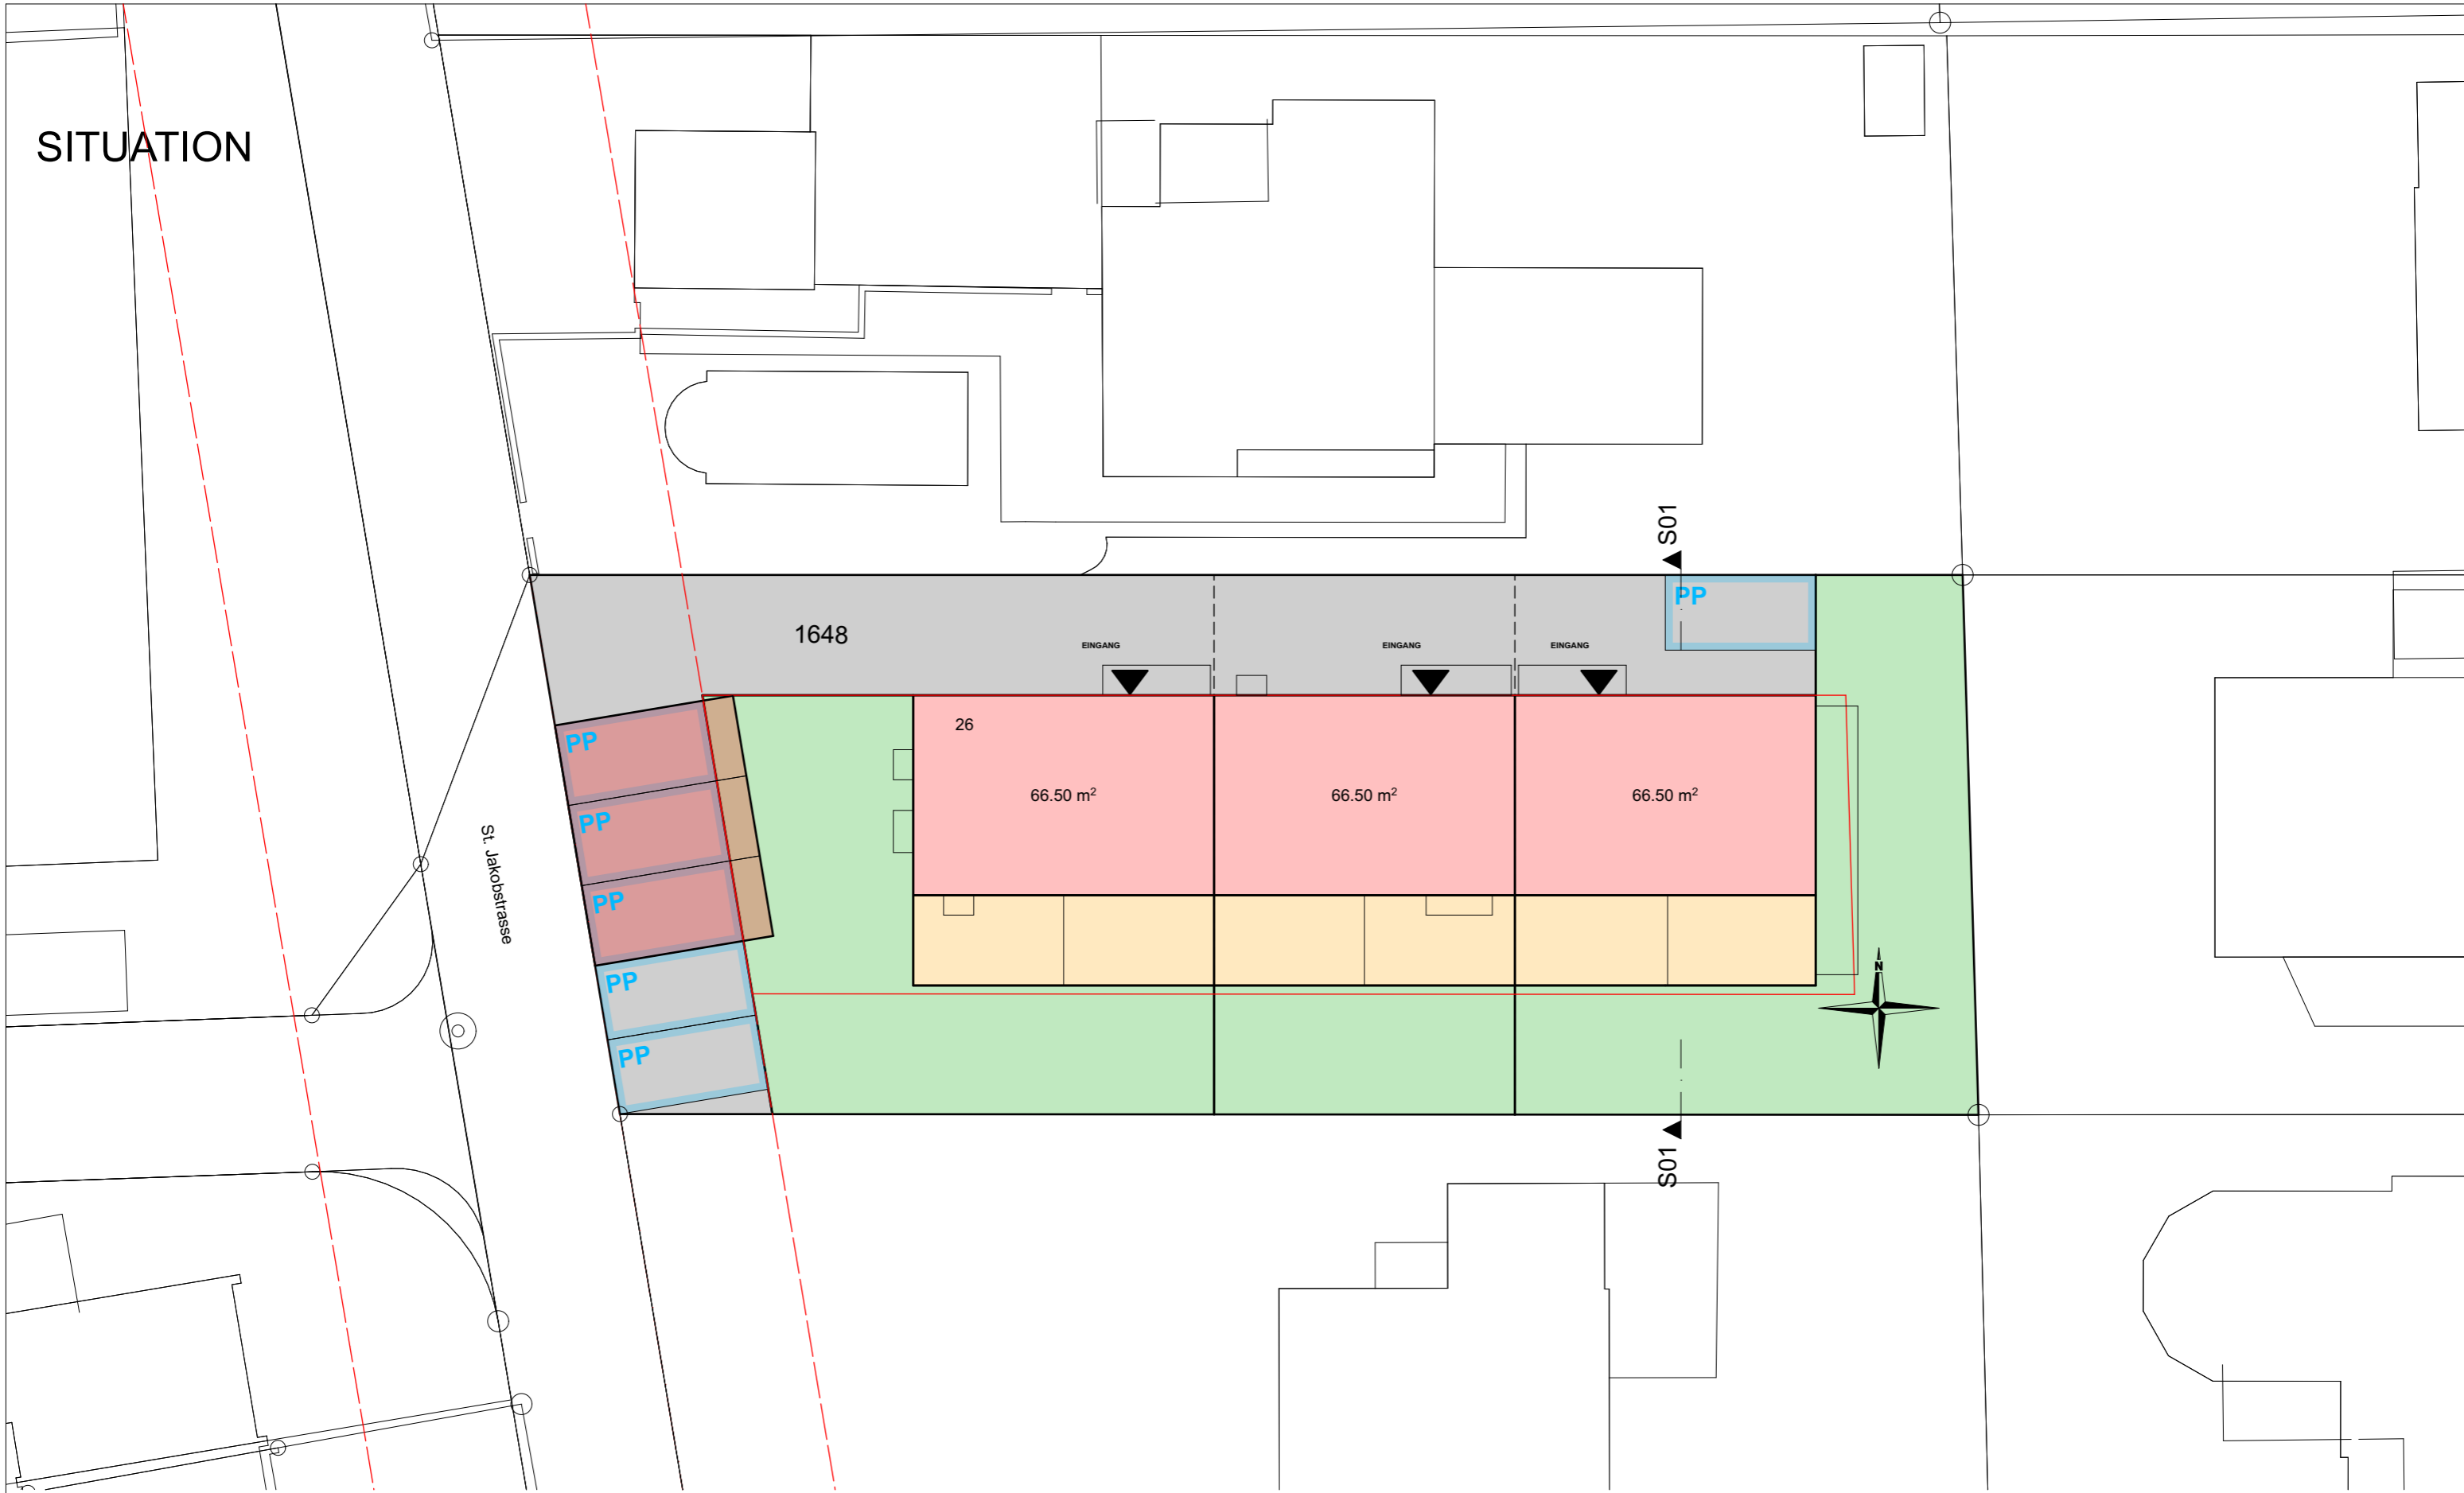 SITUATION
S01
PP
1648
EINGANG
EINGANG
EINGANG
26
PP
66.50 m²
66.50 m²
66.50 m²
PP
St. Jakobstrasse
PP
N
PP
PP
S01